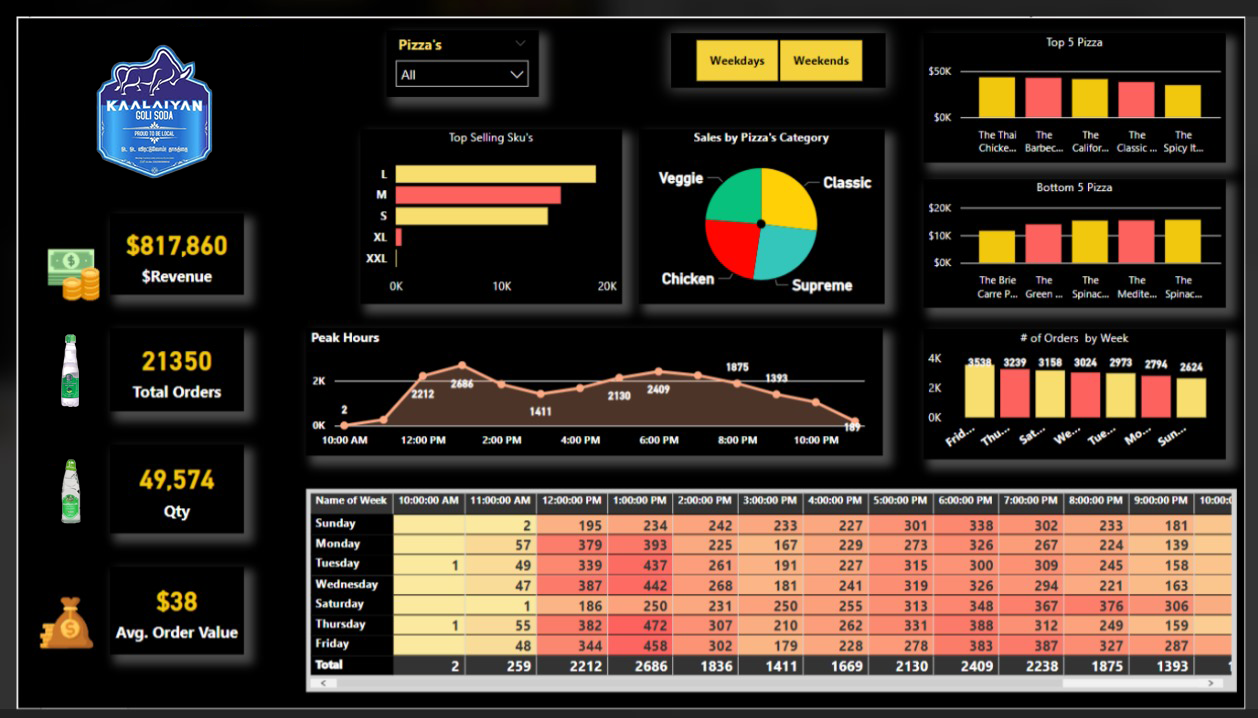 KAALAIYAN
GOLI SODA
PROUD TO BE LOCAL
Pizza's
All
Weekdays
Weekends
$817,860
$Revenue
21350
Total Orders
49,574
Qty
$38
Avg. Order Value
Top Selling Sku's
L
M
S
XL
XXL
0K 10K 20K
Sales by Pizza's Category
Veggie
Classic
Chicken
Supreme
Top 5 Pizza
$50K
$0K
The Thai Chicke...
The Barbec...
The Califor...
The Classic ...
The Spicy It...
Bottom 5 Pizza
$20K
$10K
$0K
The Brie Carre P...
The Green ...
The Spinac...
The Medite...
The Spinac...
Peak Hours
2K
0K
2 2212 2686 1411 2130 2409 1875 1393 189
10:00 AM 12:00 PM 2:00 PM 4:00 PM 6:00 PM 8:00 PM 10:00 PM
# of Orders by Week
4K
2K
0K
3538 3239 3158 3024 2973 2794 2624
Frid... Thu... Sat... We... Tue... Mo... Sun...
Name of Week 10:00:00 AM 11:00:00 AM 12:00:00 PM 1:00:00 PM 2:00:00 PM 3:00:00 PM 4:00:00 PM 5:00:00 PM 6:00:00 PM 7:00:00 PM 8:00:00 PM 9:00:00 PM 10:00:0
Sunday 2 195 234 242 233 227 301 338 302 233 181
Monday 57 379 393 225 167 229 273 326 267 224 139
Tuesday 1 49 339 437 261 191 227 315 300 309 245 158
Wednesday 47 387 442 268 181 241 319 326 294 221 163
Saturday 1 186 250 231 250 255 313 348 367 376 306
Thursday 1 55 382 472 307 210 262 331 388 312 249 159
Friday 48 344 458 302 179 228 278 383 387 327 287
Total 2 259 2212 2686 1836 1411 1669 2130 2409 2238 1875 1393